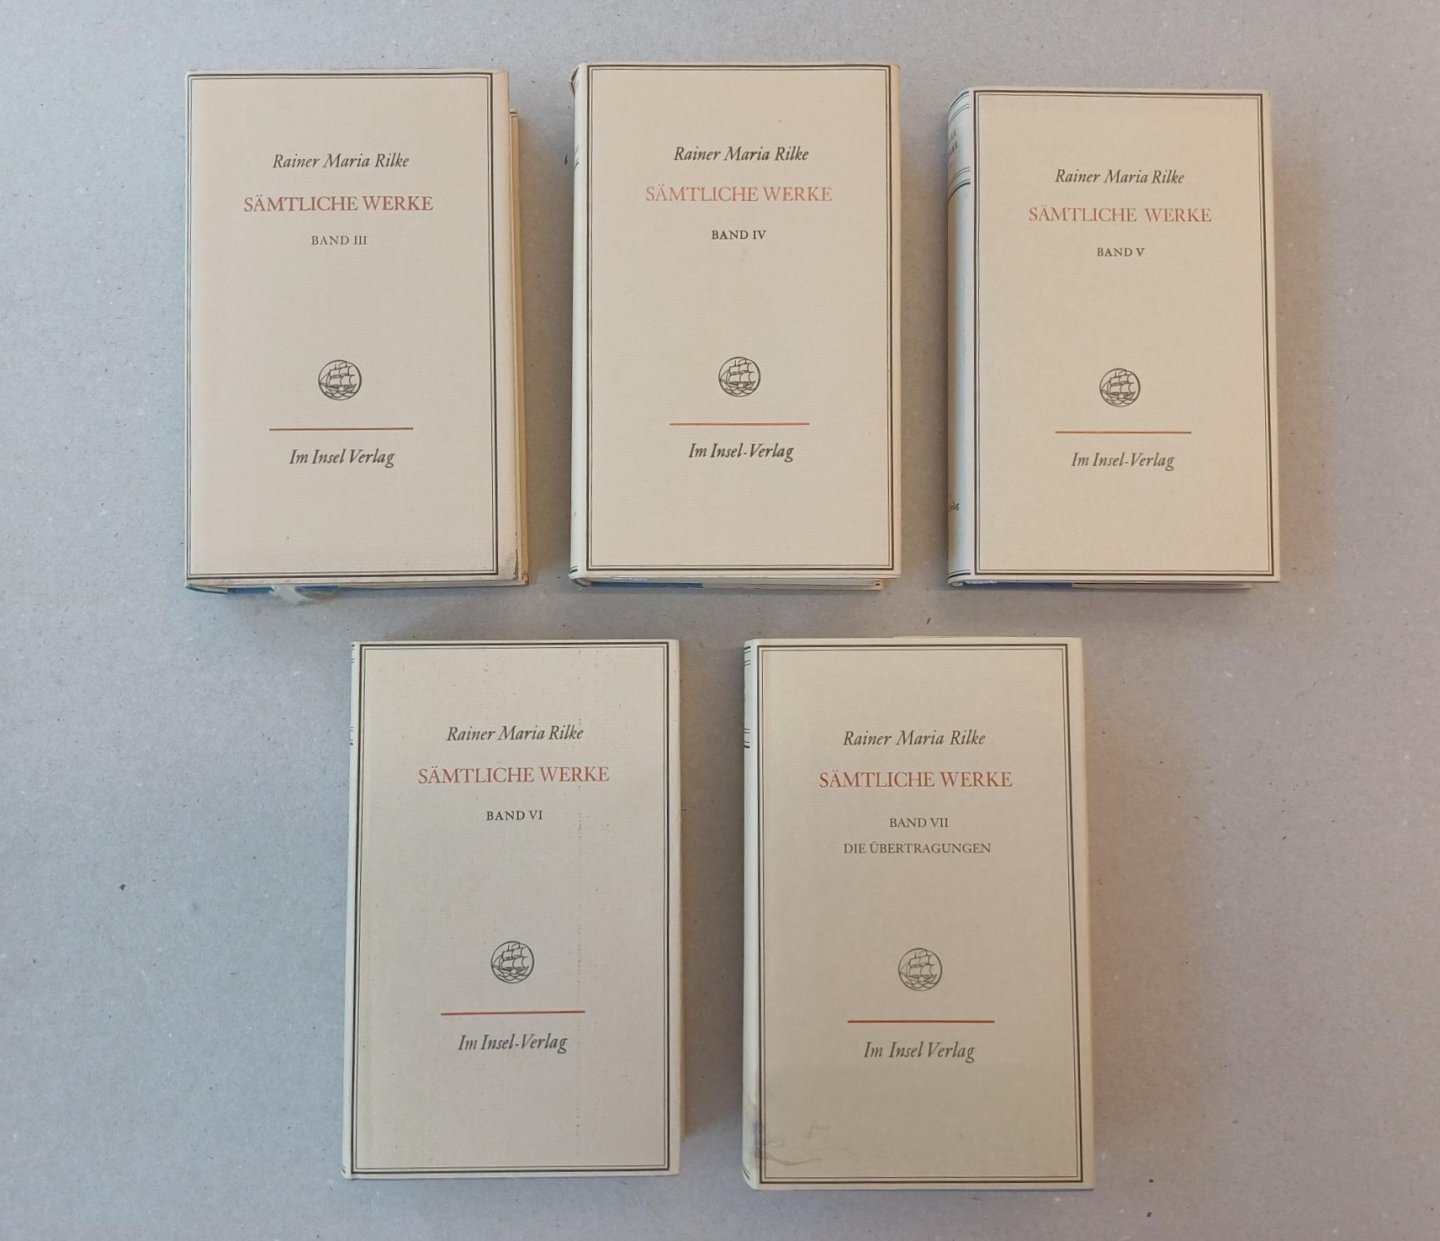 Rainer Maria Rilke
SÄMTLICHE WERKE
BAND III
Im Insel Verlag
Rainer Maria Rilke
SÄMTLICHE WERKE
BAND IV
Im Insel-Verlag
Rainer Maria Rilke
SÄMTLICHE WERKE
BAND V
Im Insel-Verlag
Rainer Maria Rilke
SÄMTLICHE WERKE
BAND VI
Im Insel-Verlag
Rainer Maria Rilke
SÄMTLICHE WERKE
BAND VII
DIE ÜBERTRAGUNGEN
Im Insel Verlag